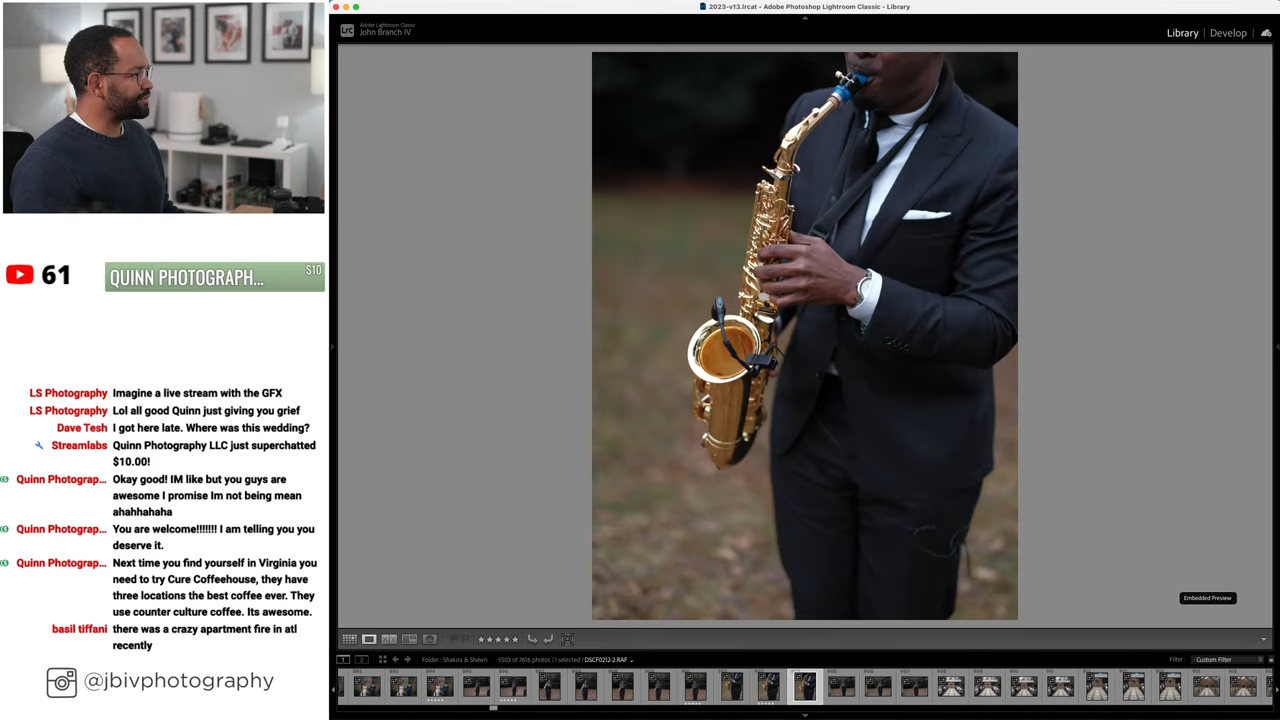 2023-v13.lrcat - Adobe Photoshop Lightroom Classic - Library
Lrc
Adobe Lightroom Classic
John Branch IV
Library | Develop
61
QUINN PHOTOGRAPH...
$10
LS Photography Imagine a live stream with the GFX
LS Photography Lol all good Quinn just giving you grief
Dave Tesh I got here late. Where was this wedding?
Streamlabs Quinn Photography LLC just superchatted
$10.00!
Quinn Photograp... Okay good! IM like but you guys are
awesome I promise Im not being mean
ahahhahaha
Quinn Photograp... You are welcome!!!!!!! I am telling you you
deserve it.
Quinn Photograp... Next time you find yourself in Virginia you
need to try Cure Coffeehouse, they have
three locations the best coffee ever. They
use counter culture coffee. Its awesome.
basil tiffani there was a crazy apartment fire in atl
recently
@jbivphotography
Embedded Preview
1 2 Folder : Shakira & Shawn 5503 of 7616 photos / 1 selected / DSCF0212-2.RAF Filter : Custom Filter